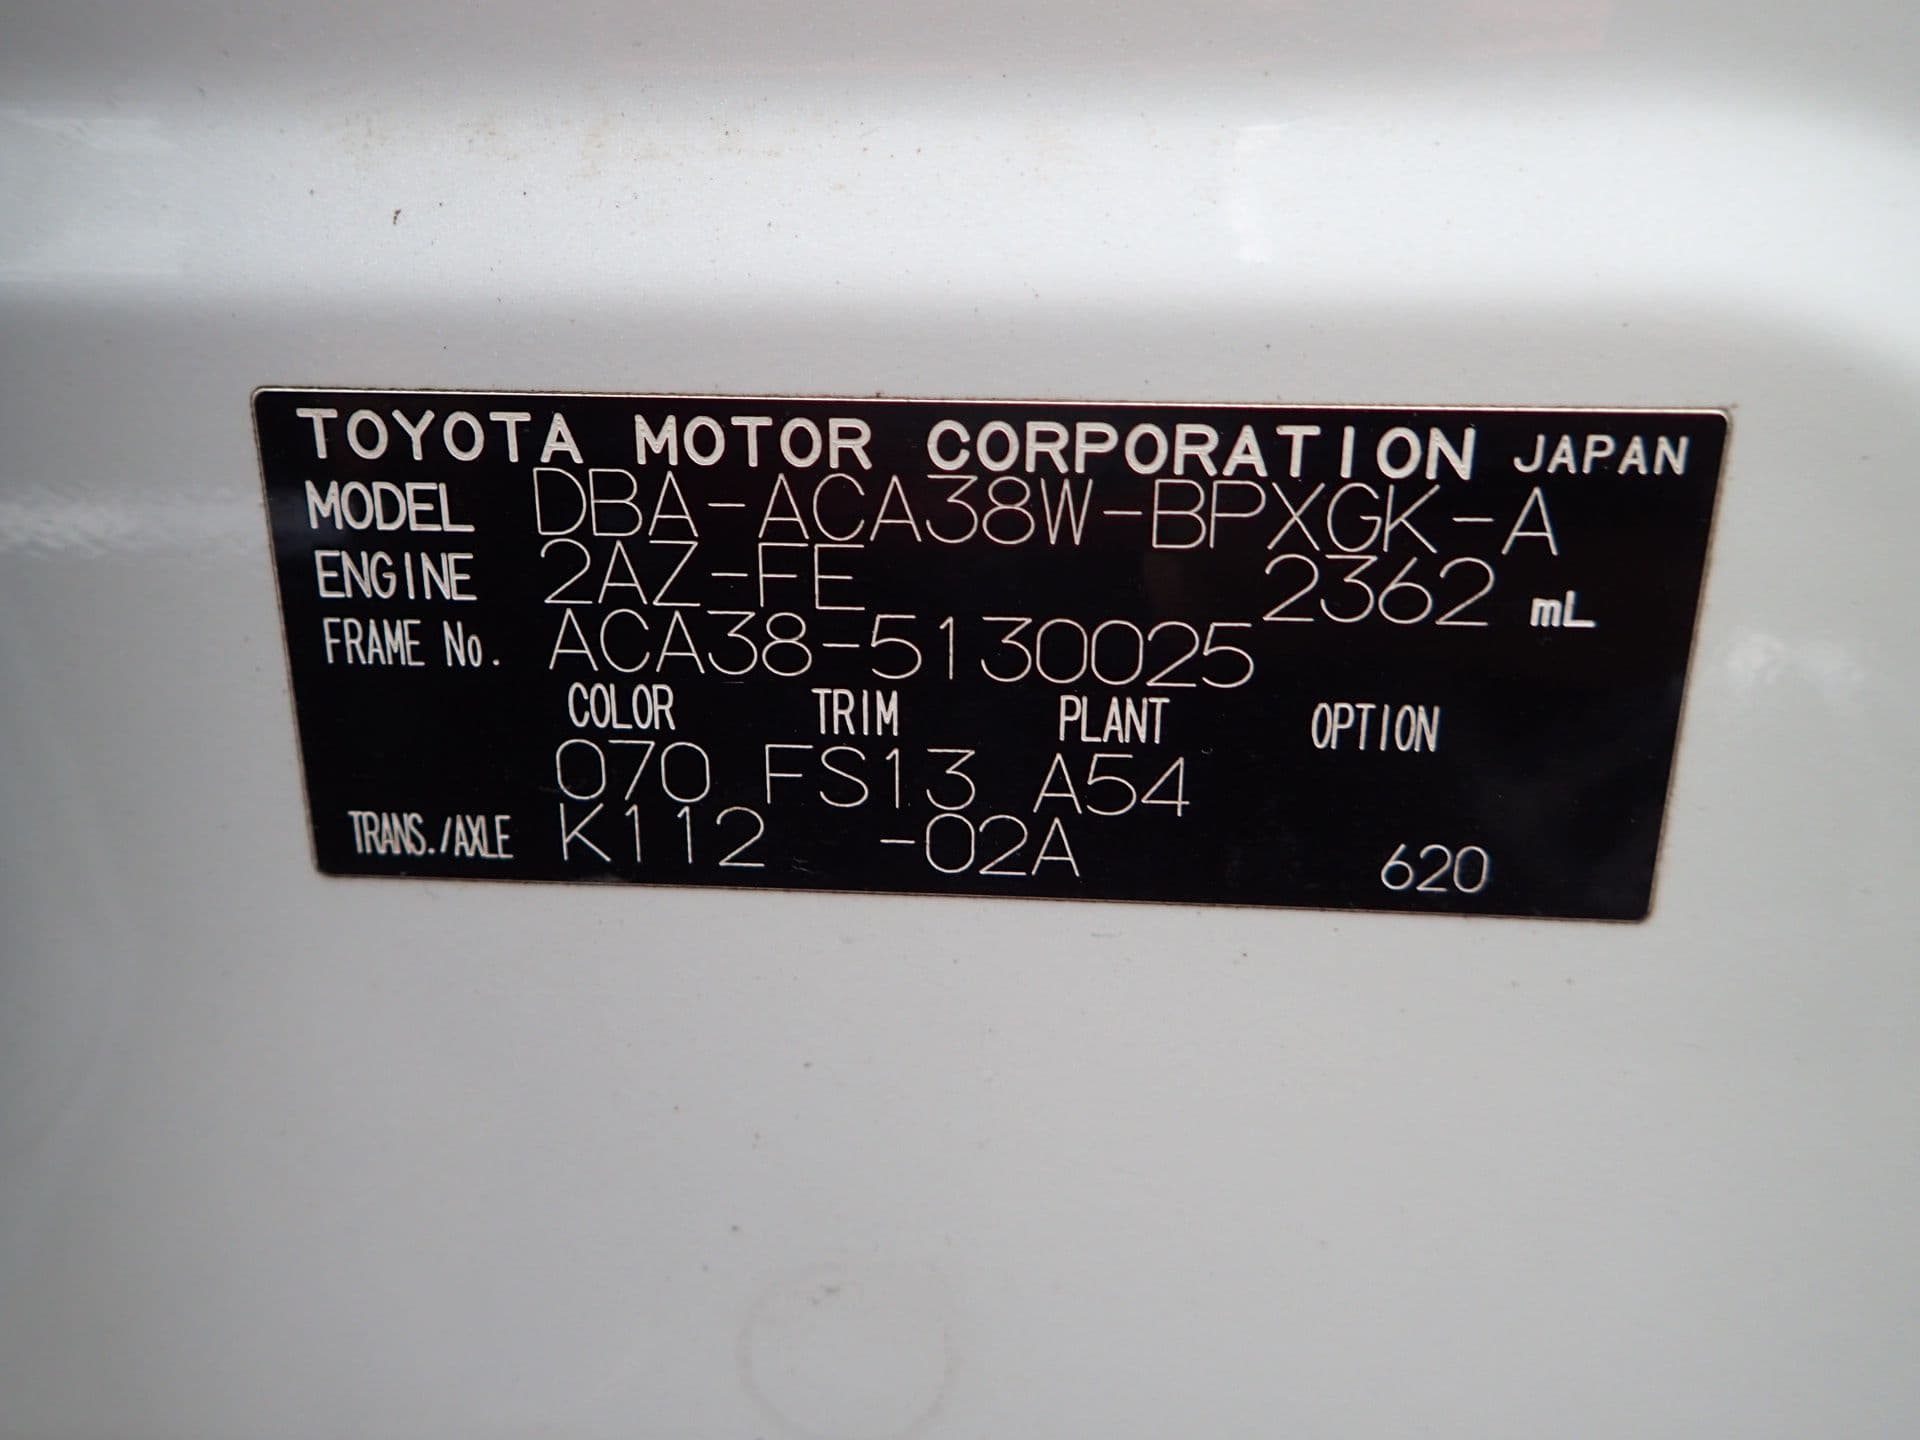 TOYOTA MOTOR CORPORATION JAPAN
MODEL DBA-ACA38W-BPXGK-A
ENGINE 2AZ-FE 2362 mL
FRAME No. ACA38-5130025
COLOR TRIM PLANT OPTION
070 FS13 A54
TRANS./AXLE K112 -02A 620